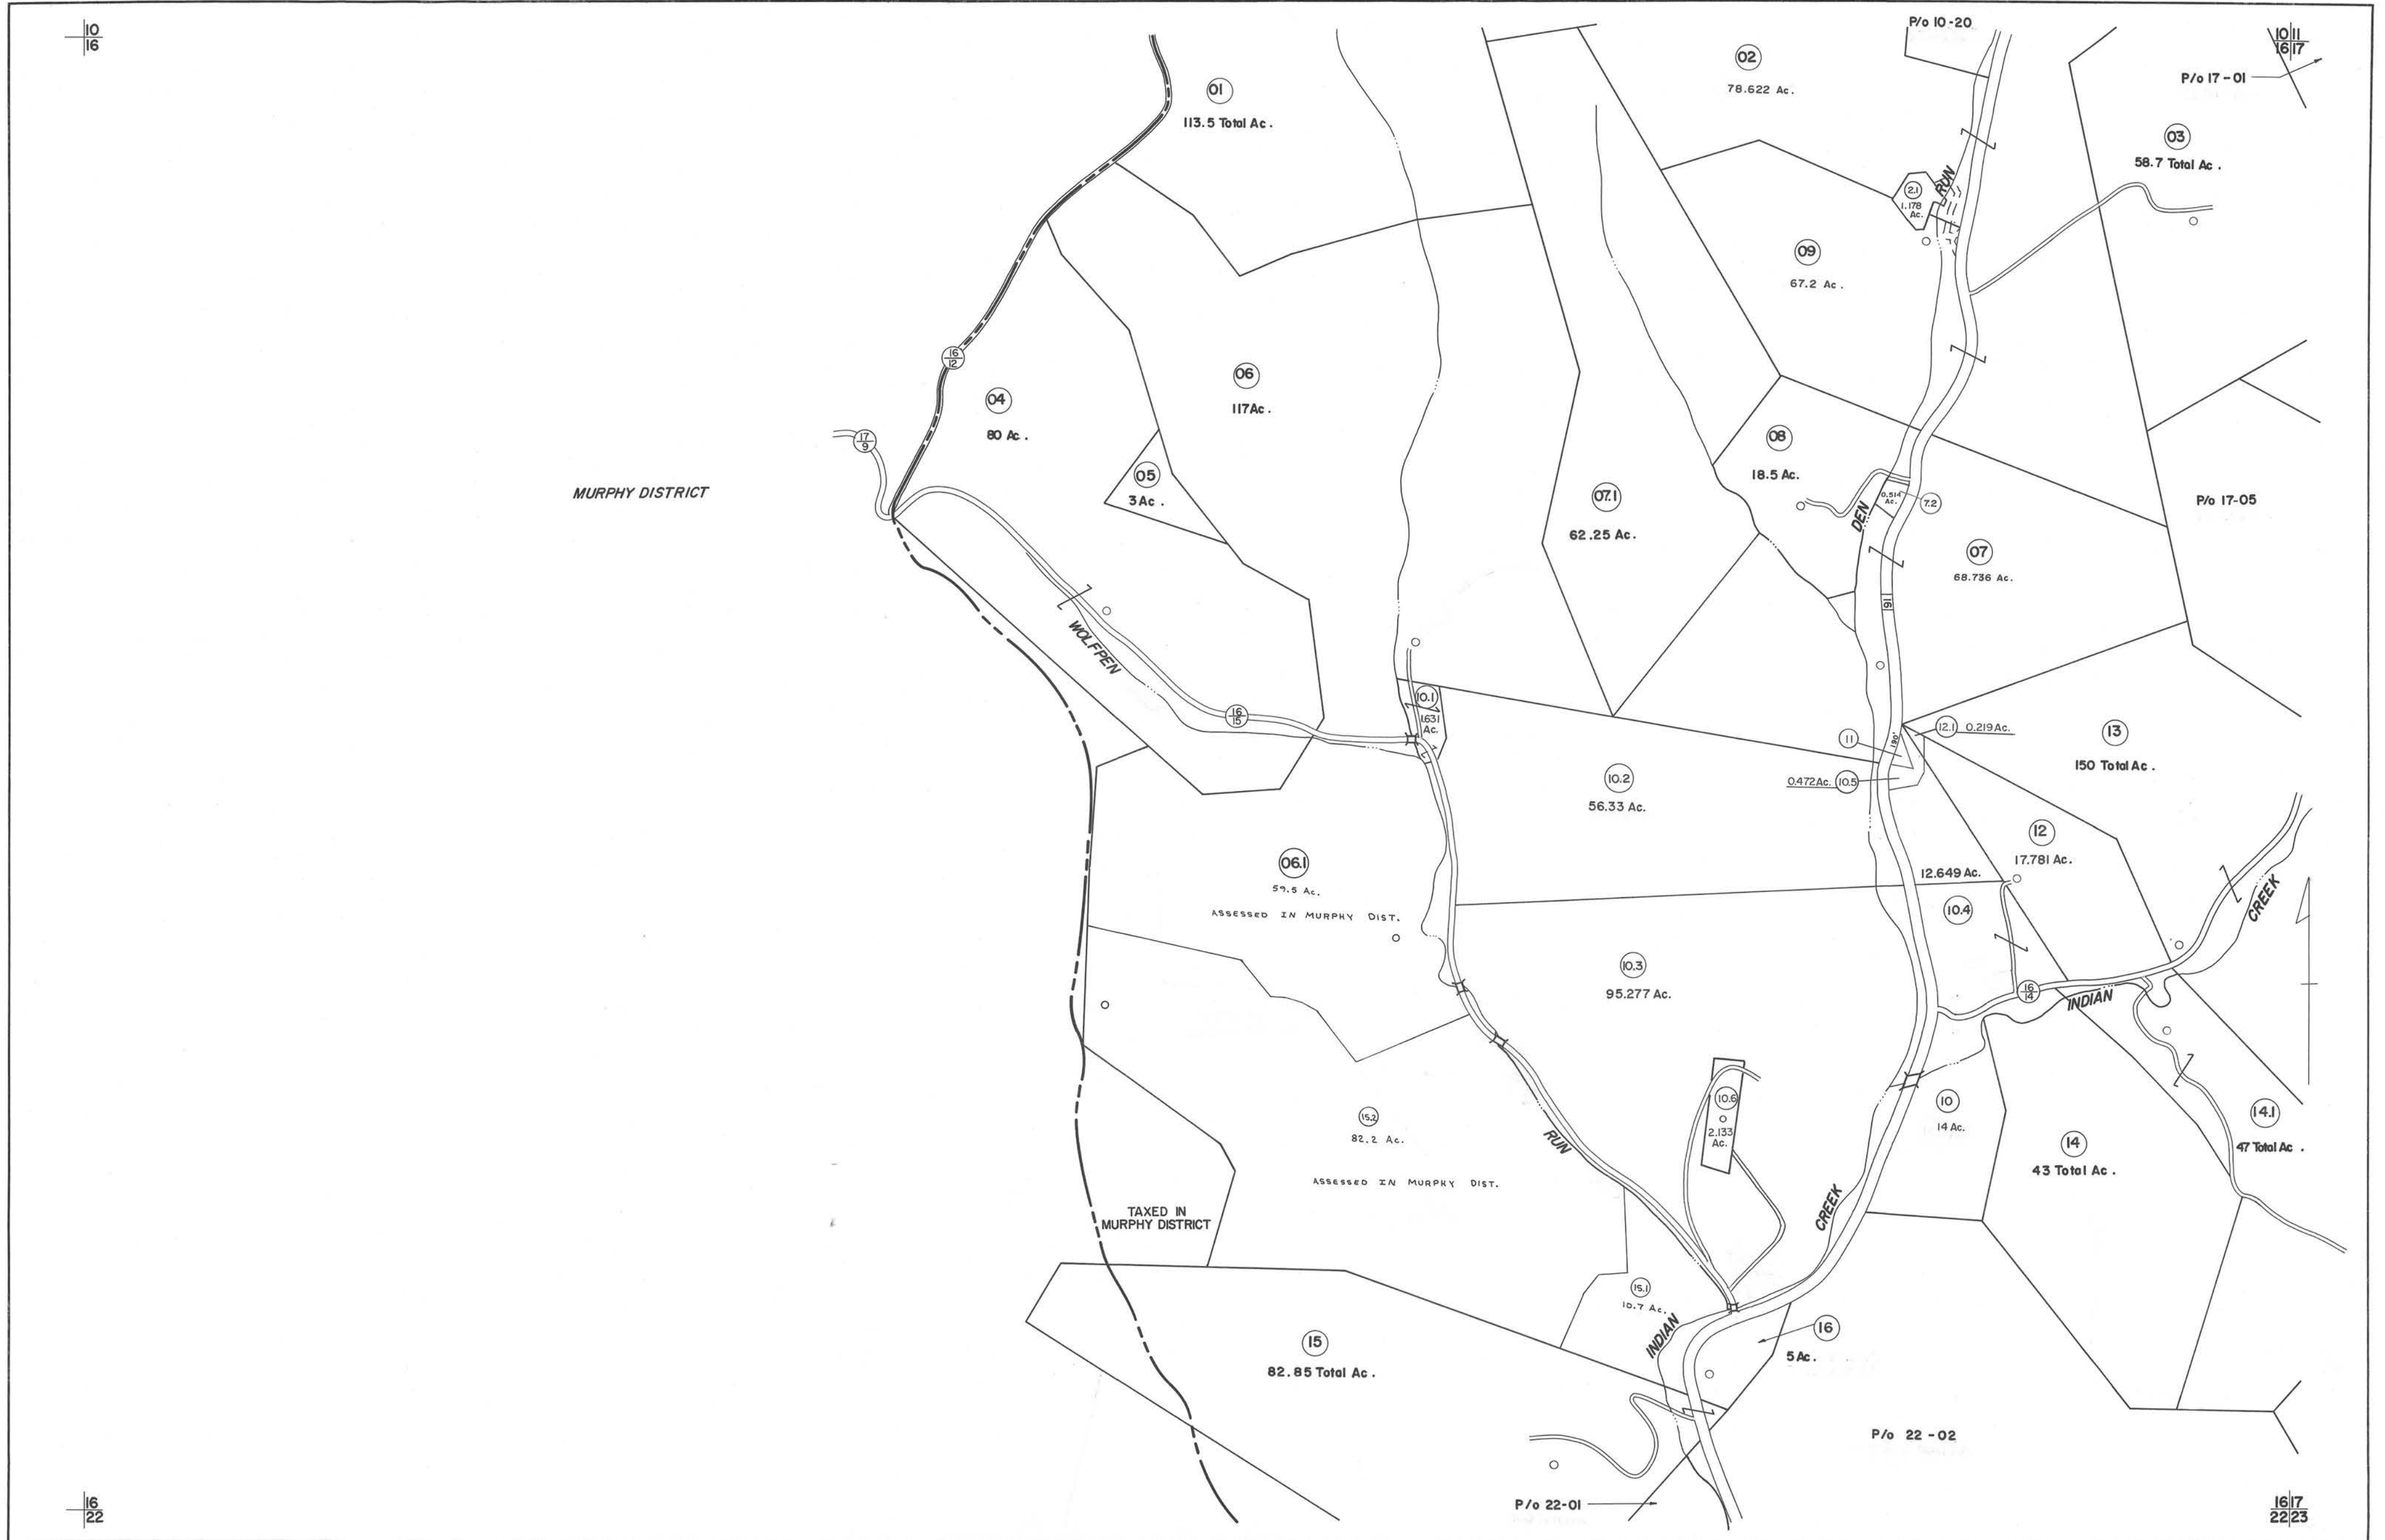 10
16
P/o 10-20
10 11
16 17
P/o 17-01
01
113.5 Total Ac.
02
78.622 Ac.
03
58.7 Total Ac.
2.1
1.178
Ac.
RUN
09
67.2 Ac.
16
12
04
80 Ac.
06
117 Ac.
17
9
05
3 Ac.
MURPHY DISTRICT
08
18.5 Ac.
07.1
62.25 Ac.
0.514
Ac.
7.2
DEN
P/o 17-05
07
68.736 Ac.
16
WOLFPEN
16
15
10.1
1.631
Ac.
12.1 0.219 Ac.
11
190'
13
150 Total Ac.
10.2
56.33 Ac.
0.472 Ac. 10.5
12
17.781 Ac.
06.1
59.5 Ac.
ASSESSED IN MURPHY DIST.
12.649 Ac.
10.4
CREEK
10.3
95.277 Ac.
16
14
INDIAN
10.6
2.133
Ac.
10
14 Ac.
15.2
82.2 Ac.
RUN
14
43 Total Ac.
14.1
47 Total Ac.
ASSESSED IN MURPHY DIST.
CREEK
TAXED IN
MURPHY DISTRICT
15.1
10.7 Ac.
INDIAN
16
5 Ac.
15
82.85 Total Ac.
P/o 22-02
P/o 22-01
16
22
16 17
22 23